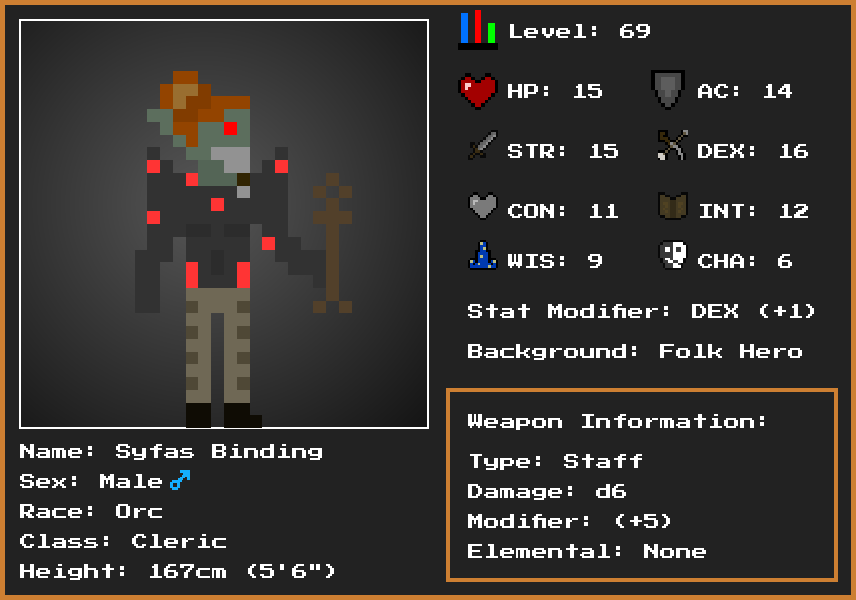 Level: 69
HP: 15
AC: 14
STR: 15
DEX: 16
CON: 11
INT: 12
WIS: 9
CHA: 6
Stat Modifier: DEX (+1)
Background: Folk Hero
Weapon Information:
Type: Staff
Damage: d6
Modifier: (+5)
Elemental: None
Name: Syfas Binding
Sex: Male ♂
Race: Orc
Class: Cleric
Height: 167cm (5'6")